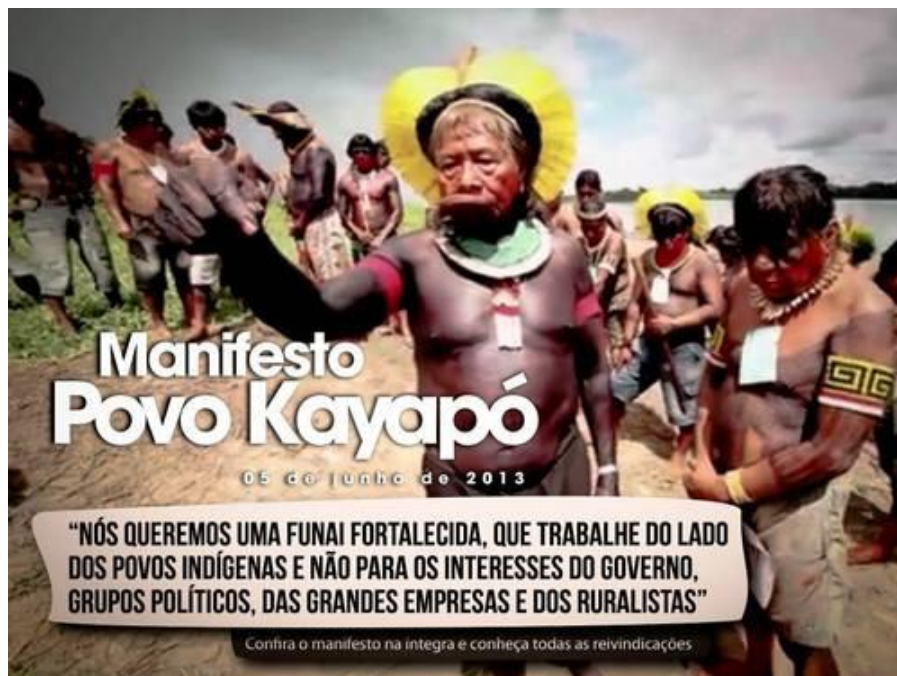 Manifesto
Povo Kayapó
05 de junho de 2013
“NÓS QUEREMOS UMA FUNAI FORTALECIDA, QUE TRABALHE DO LADO
DOS POVOS INDÍGENAS E NÃO PARA OS INTERESSES DO GOVERNO,
GRUPOS POLÍTICOS, DAS GRANDES EMPRESAS E DOS RURALISTAS”
Confira o manifesto na integra e conheça todas as reivindicações